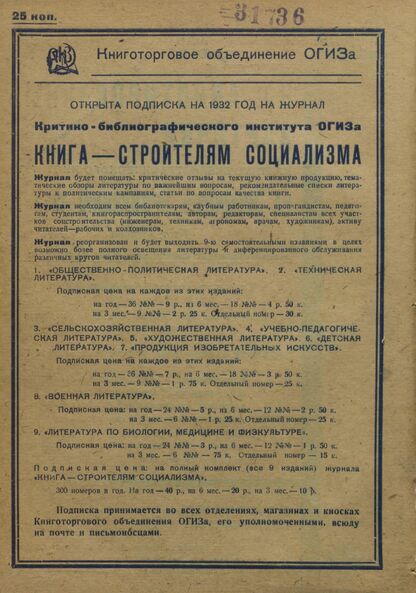 25 коп.
31736
Книготорговое объединение ОГИЗа
ОТКРЫТА ПОДПИСКА НА 1932 ГОД НА ЖУРНАЛ
Критико-библиографического института ОГИЗа
КНИГА — СТРОИТЕЛЯМ СОЦИАЛИЗМА
Журнал будет помещать: критические отзывы на текущую книжную продукцию, тема-
тические обзоры литературы по важнейшим вопросам, рекомендательные списки литера-
туры к политическим кампаниям, статьи по вопросам качества книги.
Журнал необходим всем библиотекарям, клубным работникам, пропагандистам, педаго-
гам, студентам, книгораспространителям, авторам, редакторам, специалистам всех участ-
ков соцстроительства (инженерам, техникам, агрономам, врачам, художникам), активу
читателей—рабочих и колхозников.
Журнал реорганизован и будет выходить 9-ю самостоятельными изданиями в целях
возможно более полного освещения литературы и дифференцированного обслуживания
различных кругов читателей.
1. «ОБЩЕСТВЕННО-ПОЛИТИЧЕСКАЯ ЛИТЕРАТУРА». 2. «ТЕХНИЧЕСКАЯ
ЛИТЕРАТУРА».
Подписная цена на каждое из этих изданий:
на год—36 №№—9 р., на 6 мес.—18 №№—4 р. 50 к.
на 3 мес.—9 №№—2 р. 25 к. Отдельный номер—30 к.
3. «СЕЛЬСКОХОЗЯЙСТВЕННАЯ ЛИТЕРАТУРА». 4. «УЧЕБНО-ПЕДАГОГИЧЕ-
СКАЯ ЛИТЕРАТУРА». 5. «ХУДОЖЕСТВЕННАЯ ЛИТЕРАТУРА» 6. «ДЕТСКАЯ
ЛИТЕРАТУРА». 7. «ПРОДУКЦИЯ ИЗОБРЕТАТЕЛЬНЫХ ИСКУССТВ».
Подписная цена на каждое из этих изданий:
на год—36 №№—7 р., на 6 мес.—18 №№—3 р. 50 к.
на 3 мес.—9 №№—1 р. 75 к. Отдельный номер—25 к.
8. «ВОЕННАЯ ЛИТЕРАТУРА».
Подписная цена: на год—24 №№—5 р., на 6 мес.—12 №№—2 р. 50 к.
на 3 мес.—6 №№—1 р. 25 к. Отдельный номер—25 к.
9. «ЛИТЕРАТУРА ПО БИОЛОГИИ, МЕДИЦИНЕ И ФИЗКУЛЬТУРЕ».
Подписная цена: на год—24 №№—3 р., на 6 мес.—12 №№—1 р. 50 к.
на 3 мес.—6 №№—75 к. Отдельный номер—15 к.
Подписная цена: на полный комплект (все 9 изданий) журнала
«КНИГА—СТРОИТЕЛЯМ СОЦИАЛИЗМА».
300 номеров в год. На год—40 р., на 6 мес.—20 р., на 3 мес.—10 р.
Подписка принимается во всех отделениях, магазинах и киосках
Книготоргового объединения ОГИЗа, его уполномоченными, всюду
на почте и письмоносцами.